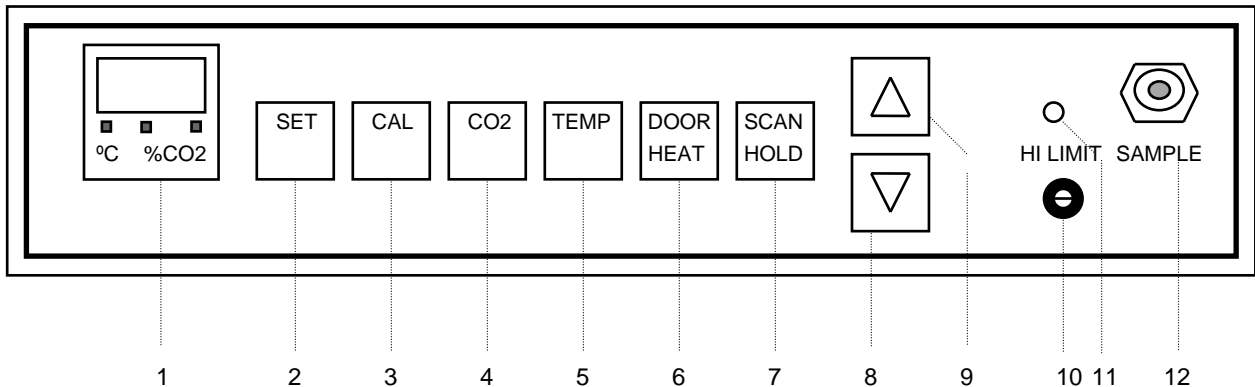 SET CAL CO2 TEMP DOOR SCAN
HEAT HOLD
ºC %CO2 HI LIMIT SAMPLE
1 2 3 4 5 6 7 8 9 10 11 12